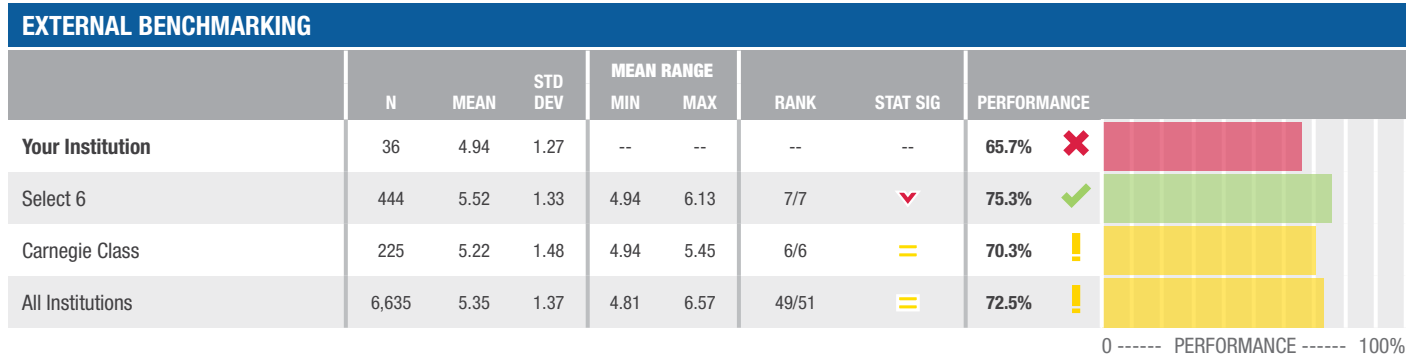 EXTERNAL BENCHMARKING
N MEAN STD DEV MEAN RANGE MIN MAX RANK STAT SIG PERFORMANCE
Your Institution 36 4.94 1.27 -- -- -- -- 65.7%
Select 6 444 5.52 1.33 4.94 6.13 7/7 75.3%
Carnegie Class 225 5.22 1.48 4.94 5.45 6/6 = 70.3% !
All Institutions 6,635 5.35 1.37 4.81 6.57 49/51 = 72.5% !
0 ------ PERFORMANCE ------ 100%